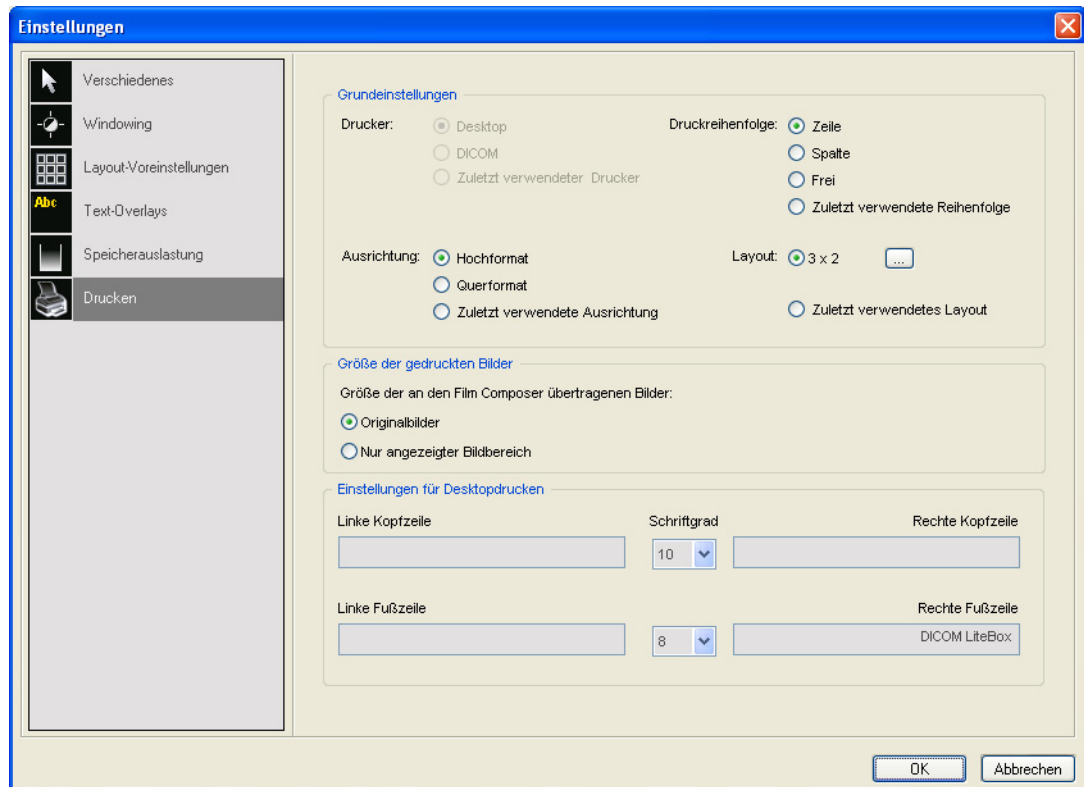 Einstellungen
Verschiedenes
Windowing
Layout-Voreinstellungen
Abc
Text-Overlays
Speicherauslastung
Drucken
Grundeinstellungen
Drucker:
Desktop
DICOM
Zuletzt verwendeter Drucker
Druckreihenfolge:
Zeile
Spalte
Frei
Zuletzt verwendete Reihenfolge
Ausrichtung:
Hochformat
Querformat
Zuletzt verwendete Ausrichtung
Layout:
3 x 2
...
Zuletzt verwendetes Layout
Größe der gedruckten Bilder
Größe der an den Film Composer übertragenen Bilder:
Originalbilder
Nur angezeigter Bildbereich
Einstellungen für Desktopdrucken
Linke Kopfzeile
Schriftgrad
Rechte Kopfzeile
10
Linke Fußzeile
Rechte Fußzeile
8
DICOM LiteBox
OK
Abbrechen